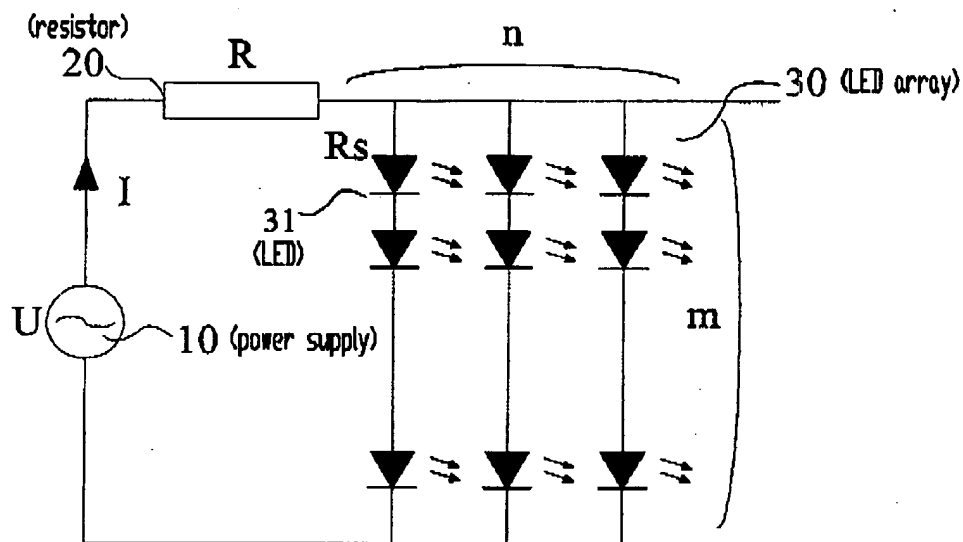 (resistor)
20
R
n
30 (LED array)
Rs
31
(LED)
I
U
10 (power supply)
m